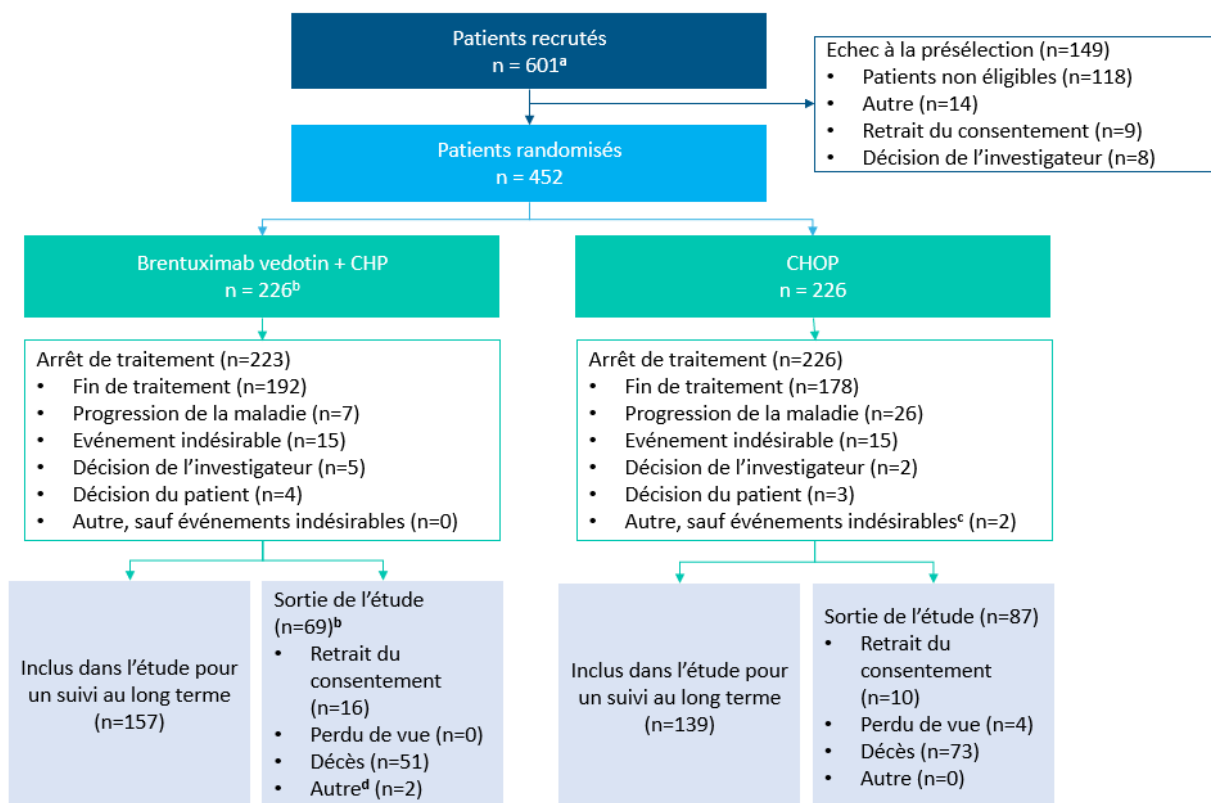 Patients recrutés
n = 601ᵃ
Echec à la présélection (n=149)
• Patients non éligibles (n=118)
• Autre (n=14)
• Retrait du consentement (n=9)
• Décision de l’investigateur (n=8)
Patients randomisés
n = 452
Brentuximab vedotin + CHP
n = 226ᵇ
CHOP
n = 226
Arrêt de traitement (n=223)
• Fin de traitement (n=192)
• Progression de la maladie (n=7)
• Evénement indésirable (n=15)
• Décision de l’investigateur (n=5)
• Décision du patient (n=4)
• Autre, sauf événements indésirables (n=0)
Arrêt de traitement (n=226)
• Fin de traitement (n=178)
• Progression de la maladie (n=26)
• Evénement indésirable (n=15)
• Décision de l’investigateur (n=2)
• Décision du patient (n=3)
• Autre, sauf événements indésirablesᶜ (n=2)
Inclus dans l’étude pour
un suivi au long terme
(n=157)
Sortie de l’étude
(n=69)ᵇ
• Retrait du
consentement
(n=16)
• Perdu de vue (n=0)
• Décès (n=51)
• Autreᵈ (n=2)
Inclus dans l’étude pour
un suivi au long terme
(n=139)
Sortie de l’étude (n=87)
• Retrait du
consentement
(n=10)
• Perdu de vue (n=4)
• Décès (n=73)
• Autre (n=0)